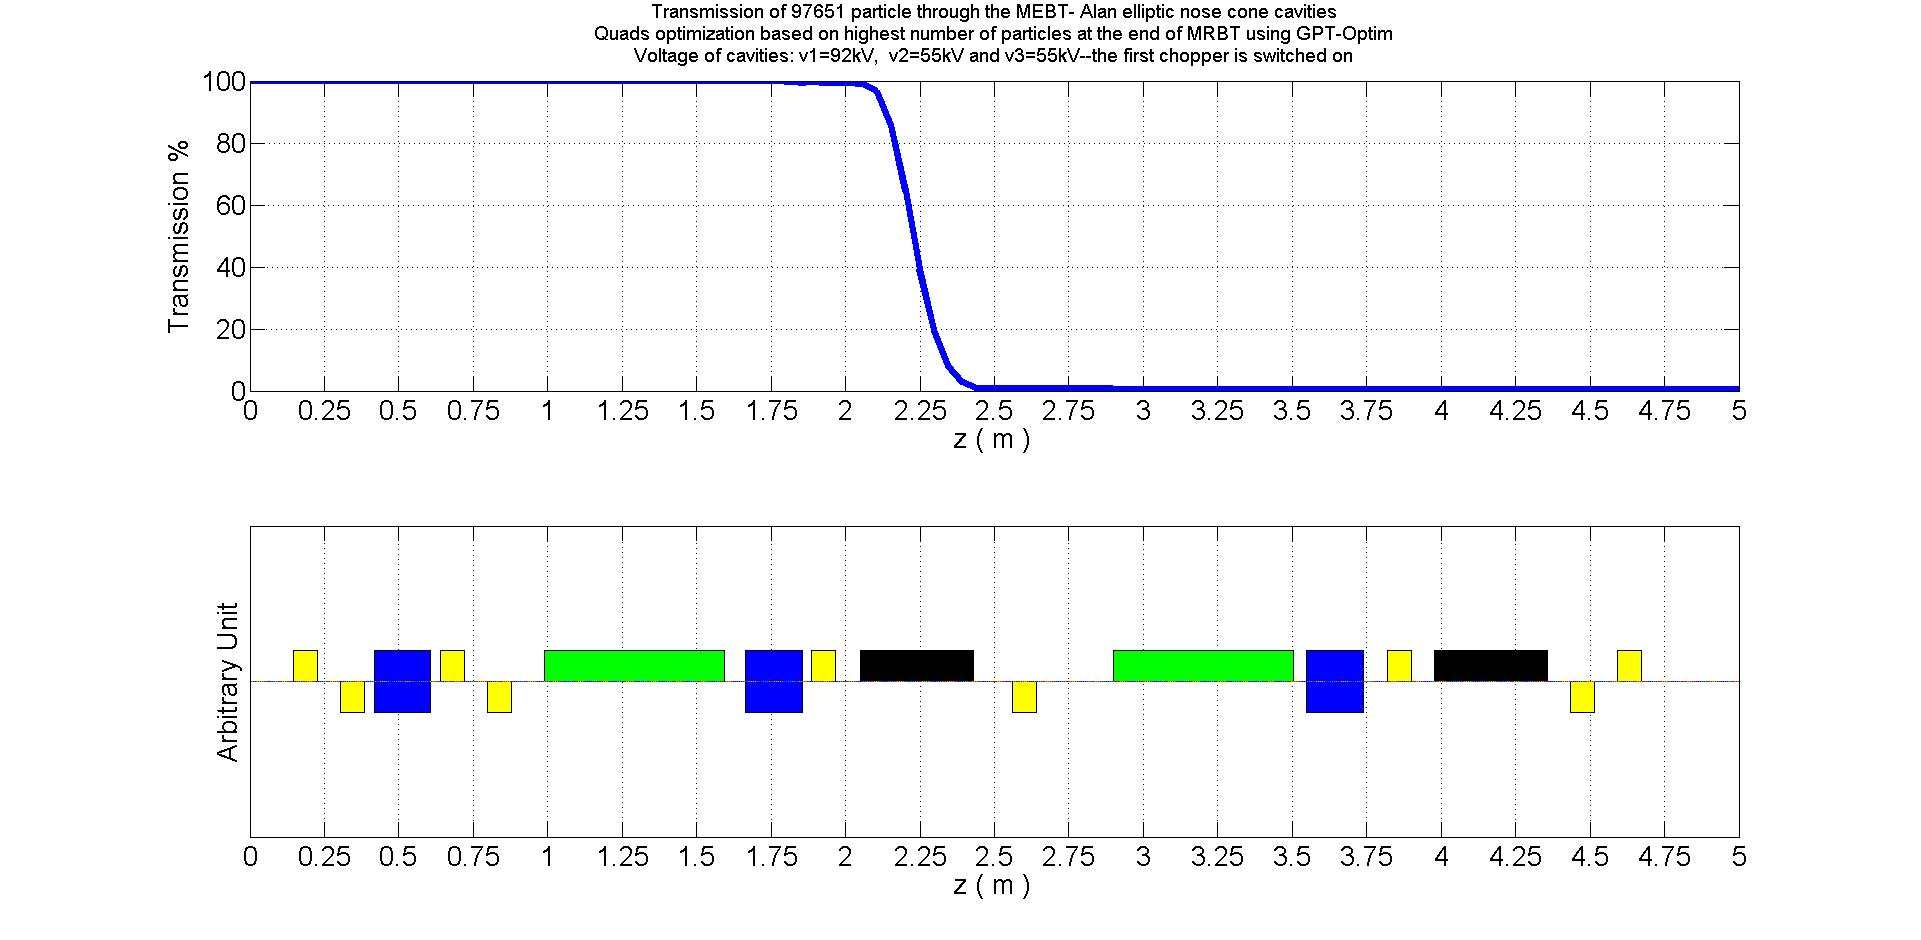 Transmission of 97651 particle through the MEBT- Alan elliptic nose cone cavities
Quads optimization based on highest number of particles at the end of MRBT using GPT-Optim
Voltage of cavities: v1=92kV, v2=55kV and v3=55kV--the first chopper is switched on
Transmission %
100
80
60
40
20
0
0 0.25 0.5 0.75 1 1.25 1.5 1.75 2 2.25 2.5 2.75 3 3.25 3.5 3.75 4 4.25 4.5 4.75 5
z ( m )
Arbitrary Unit
0 0.25 0.5 0.75 1 1.25 1.5 1.75 2 2.25 2.5 2.75 3 3.25 3.5 3.75 4 4.25 4.5 4.75 5
z ( m )